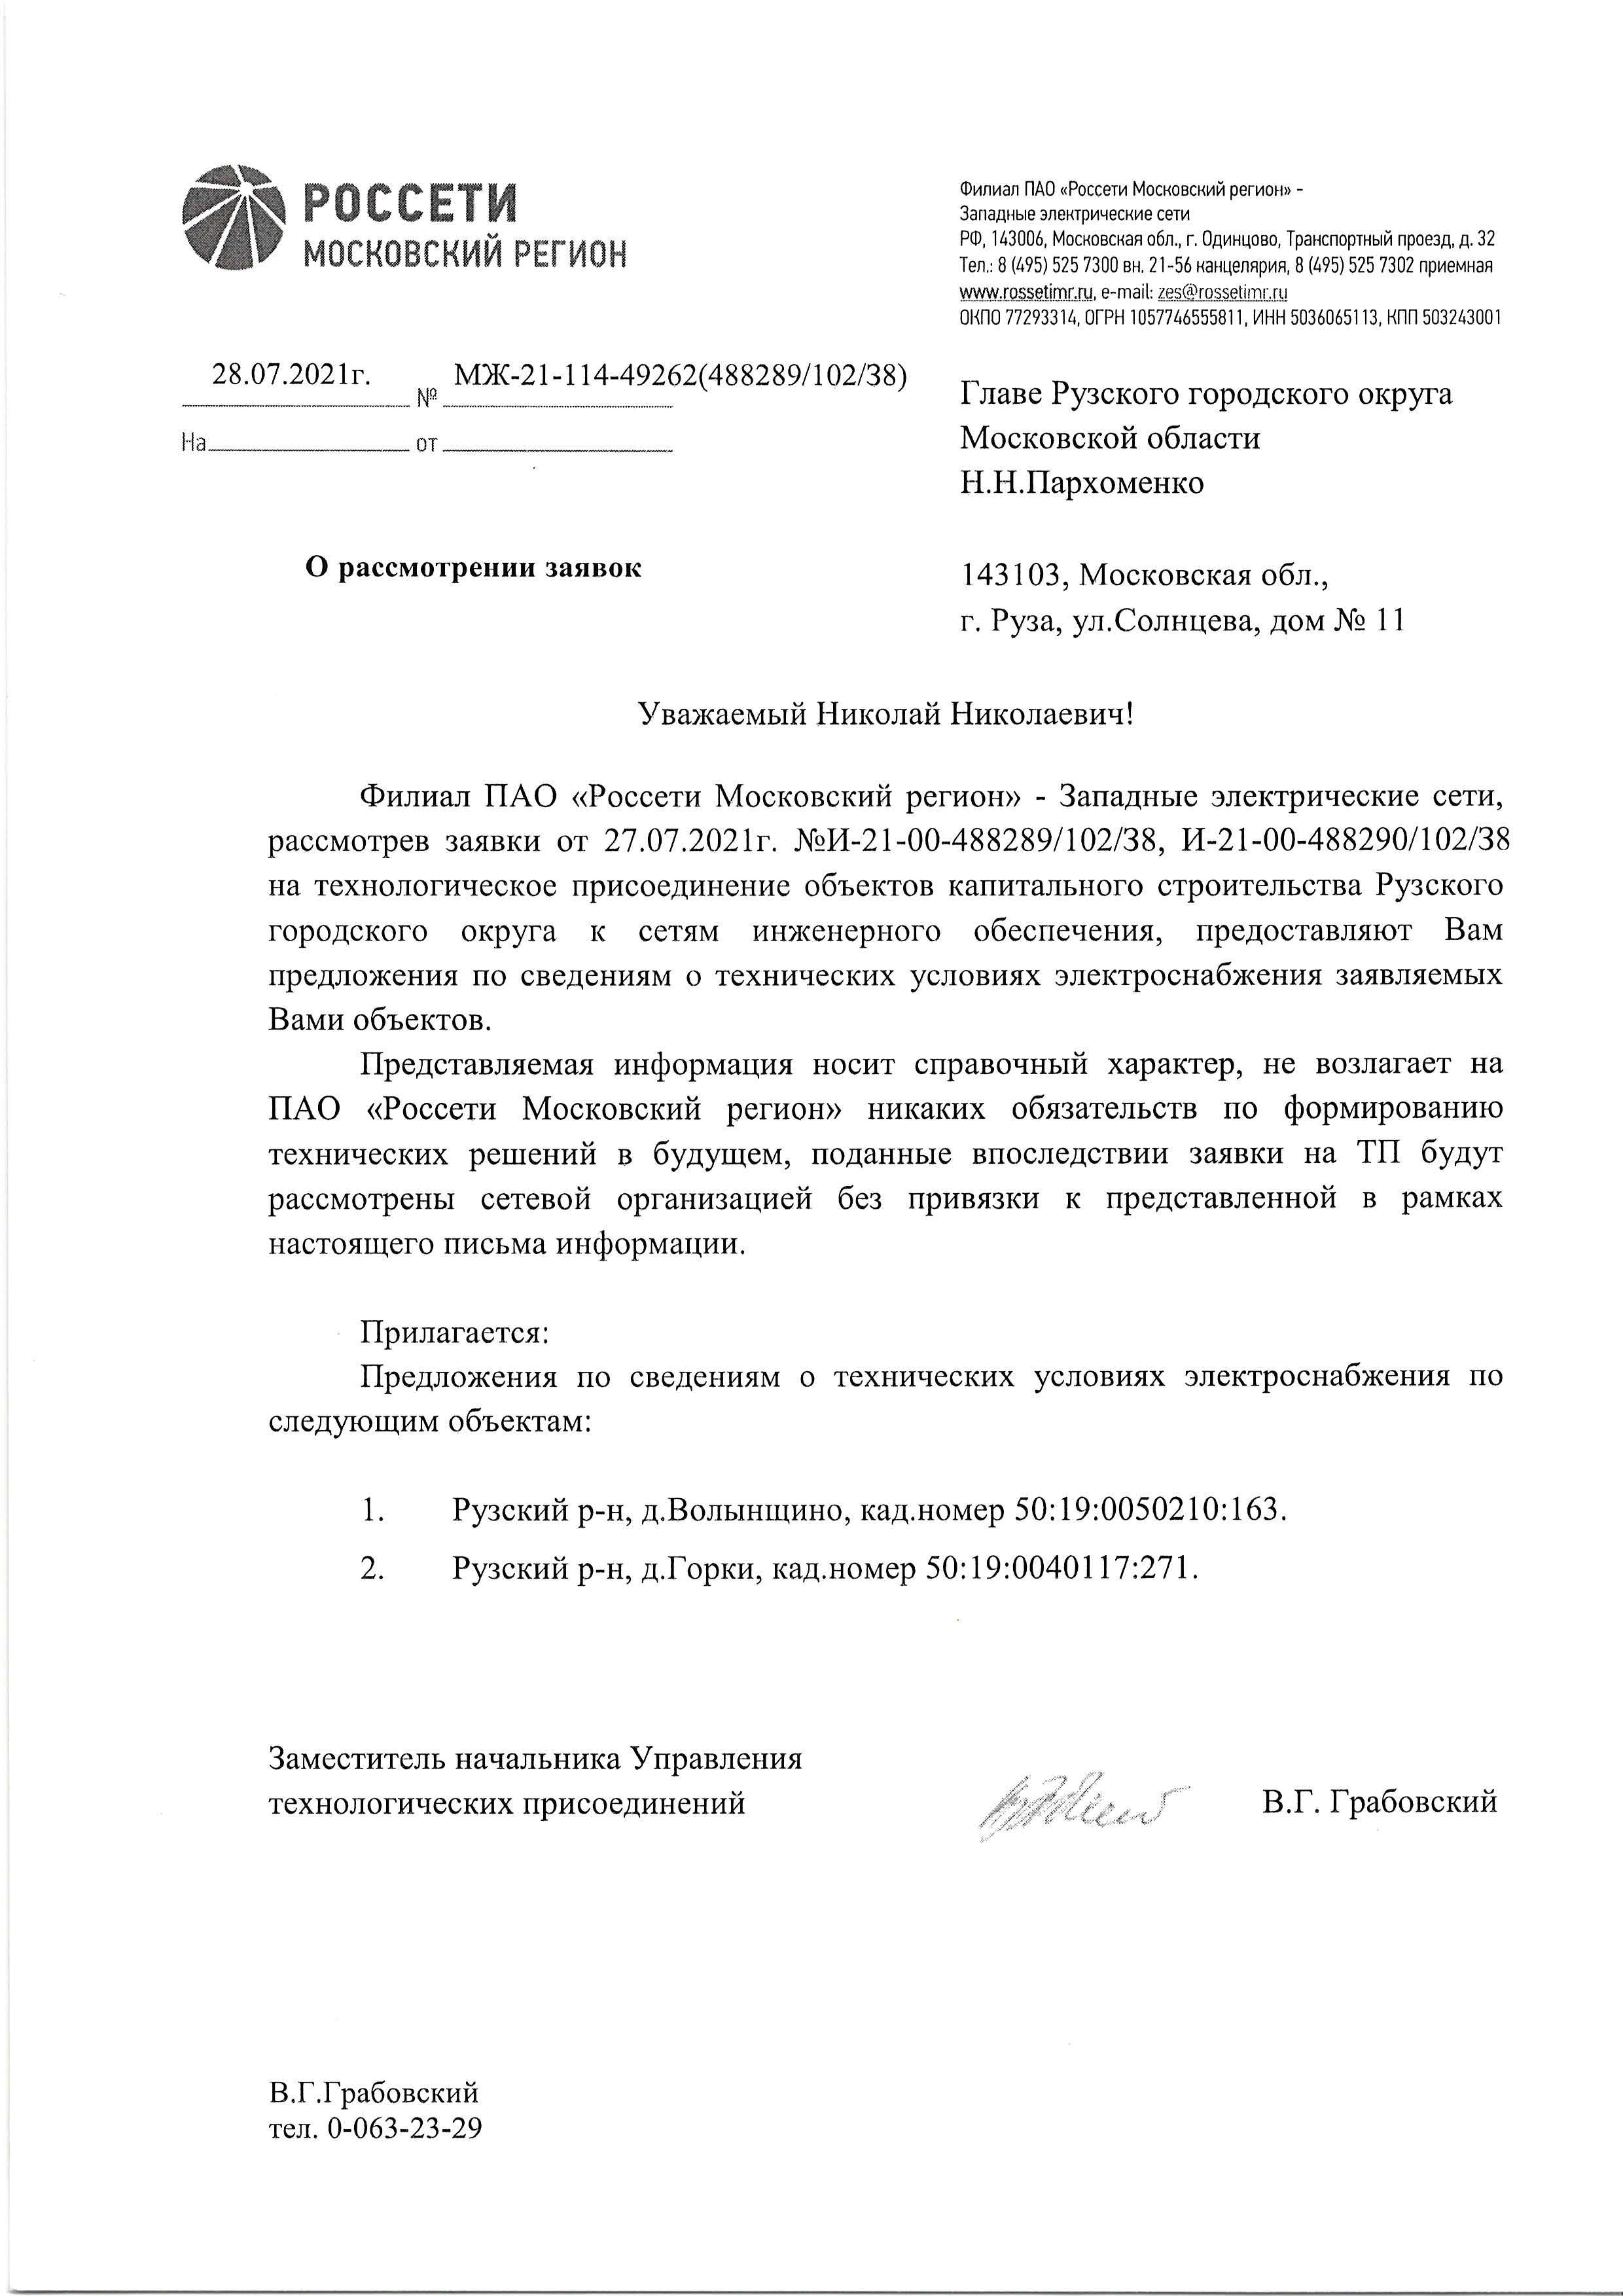 РОССЕТИ
МОСКОВСКИЙ РЕГИОН
Филиал ПАО «Россети Московский регион» -
Западные электрические сети
РФ, 143006, Московская обл., г. Одинцово, Транспортный проезд, д. 32
Тел.: 8 (495) 525 7300 вн. 21-56 канцелярия, 8 (495) 525 7302 приемная
www.rossetimr.ru, e-mail: zes@rossetimr.ru
ОКПО 77293314, ОГРН 1057746555811, ИНН 5036065113, КПП 503243001
28.07.2021г. № МЖ-21-114-49262(488289/102/38)
На от
Главе Рузского городского округа
Московской области
Н.Н.Пархоменко
О рассмотрении заявок
143103, Московская обл.,
г. Руза, ул.Солнцева, дом № 11
Уважаемый Николай Николаевич!
Филиал ПАО «Россети Московский регион» - Западные электрические сети,
рассмотрев заявки от 27.07.2021г. №И-21-00-488289/102/38, И-21-00-488290/102/38
на технологическое присоединение объектов капитального строительства Рузского
городского округа к сетям инженерного обеспечения, предоставляют Вам
предложения по сведениям о технических условиях электроснабжения заявляемых
Вами объектов.
Представляемая информация носит справочный характер, не возлагает на
ПАО «Россети Московский регион» никаких обязательств по формированию
технических решений в будущем, поданные впоследствии заявки на ТП будут
рассмотрены сетевой организацией без привязки к представленной в рамках
настоящего письма информации.
Прилагается:
Предложения по сведениям о технических условиях электроснабжения по
следующим объектам:
1. Рузский р-н, д.Волынщино, кад.номер 50:19:0050210:163.
2. Рузский р-н, д.Горки, кад.номер 50:19:0040117:271.
Заместитель начальника Управления
технологических присоединений
В.Г. Грабовский
В.Г.Грабовский
тел. 0-063-23-29